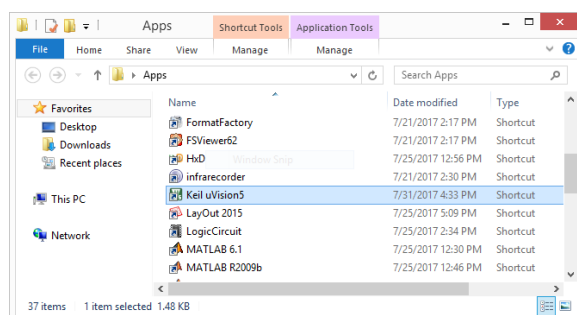 Apps
Shortcut Tools
Application Tools
File
Home
Share
View
Manage
Manage
Apps
Search Apps
Favorites
Desktop
Downloads
Recent places
This PC
Network
Name Date modified Type
FormatFactory 7/21/2017 2:17 PM Shortcut
FSViewer62 7/21/2017 2:17 PM Shortcut
HxD 7/25/2017 12:56 PM Shortcut
Window Snip
infrarecorder 7/21/2017 2:30 PM Shortcut
Keil uVision5 7/31/2017 4:33 PM Shortcut
LayOut 2015 7/25/2017 5:09 PM Shortcut
LogicCircuit 7/25/2017 2:34 PM Shortcut
MATLAB 6.1 7/25/2017 12:30 PM Shortcut
MATLAB R2009b 7/25/2017 12:46 PM Shortcut
37 items 1 item selected 1.48 KB